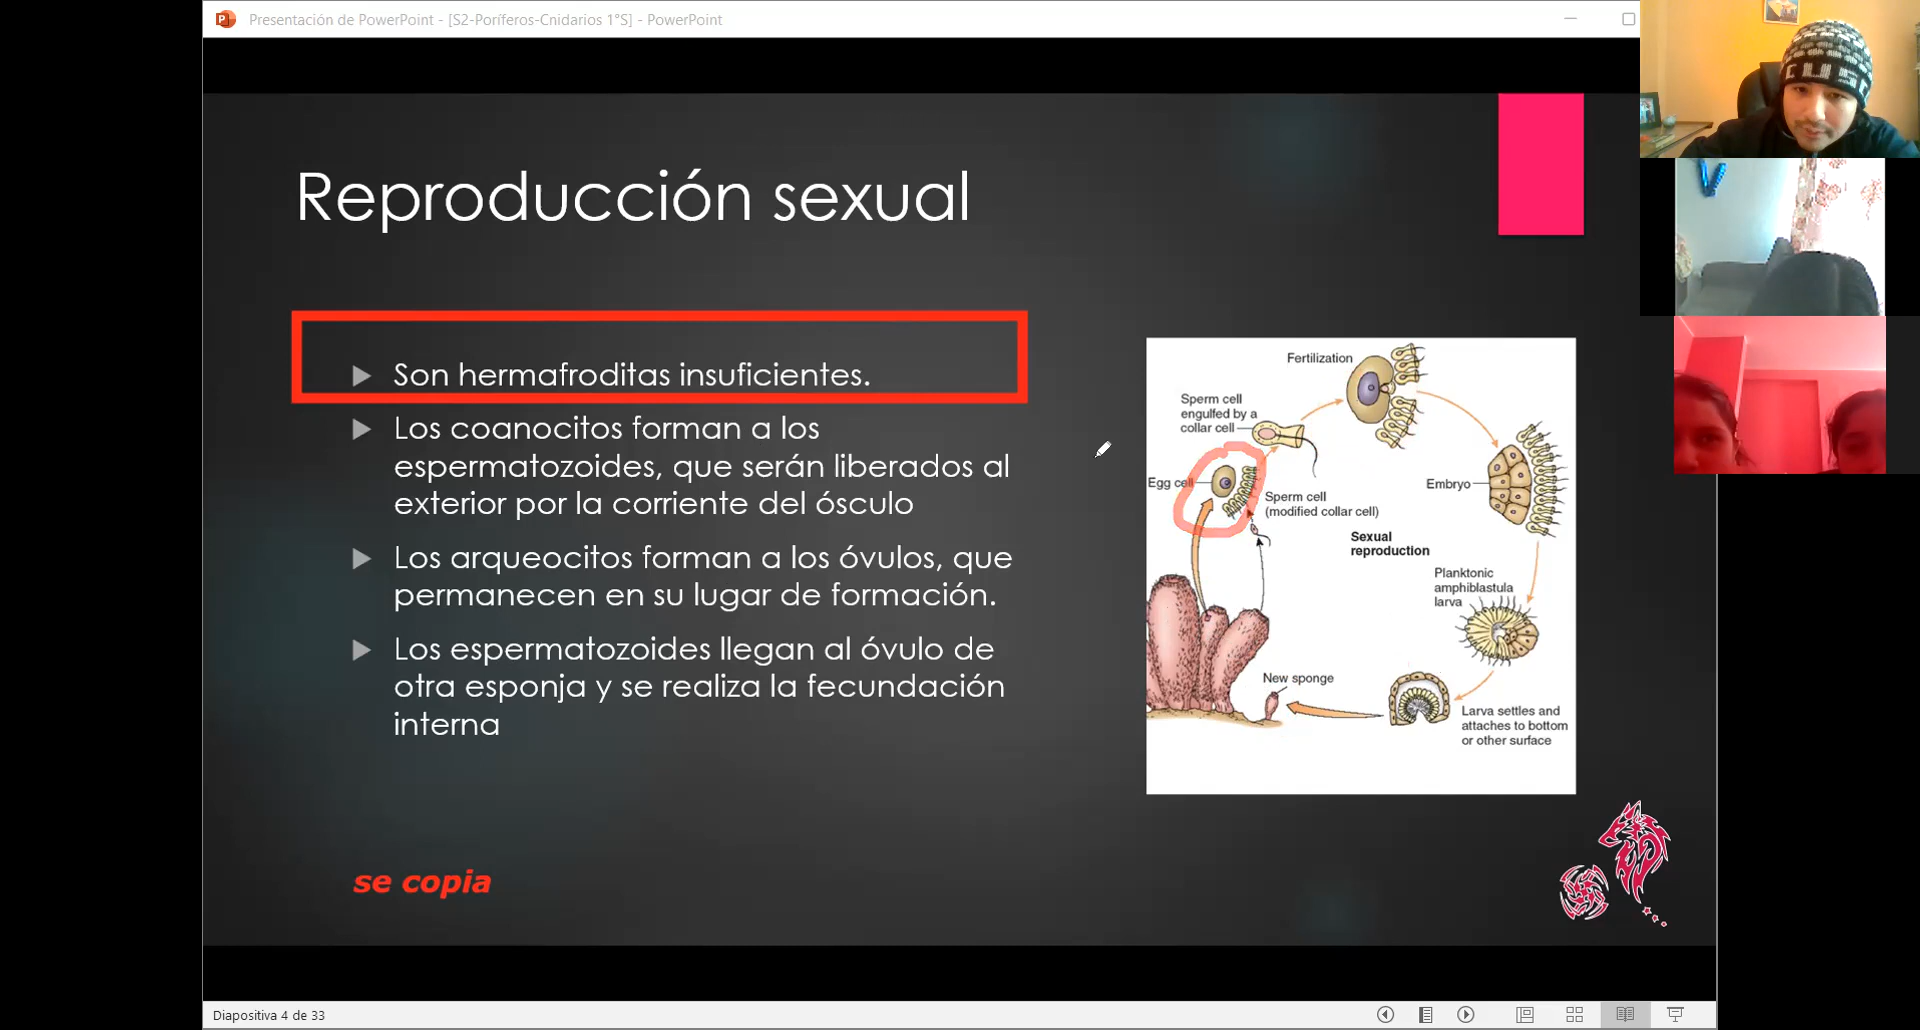 Presentación de PowerPoint - [S2-Poríferos-Cnidarios 1°S] - PowerPoint
CUSC
Reproducción sexual
Son hermafroditas insuficientes.
Los coanocitos forman a los
espermatozoides, que serán liberados al
exterior por la corriente del ósculo
Los arqueocitos forman a los óvulos, que
permanecen en su lugar de formación.
Los espermatozoides llegan al óvulo de
otra esponja y se realiza la fecundación
interna
Fertilization
Sperm cell
engulfed by a
collar cell
Egg cell
Sperm cell
(modified collar cell)
Embryo
Sexual
reproduction
Planktonic
amphiblastula
larva
New sponge
Larva settles and
attaches to bottom
or other surface
se copia
Diapositiva 4 de 33